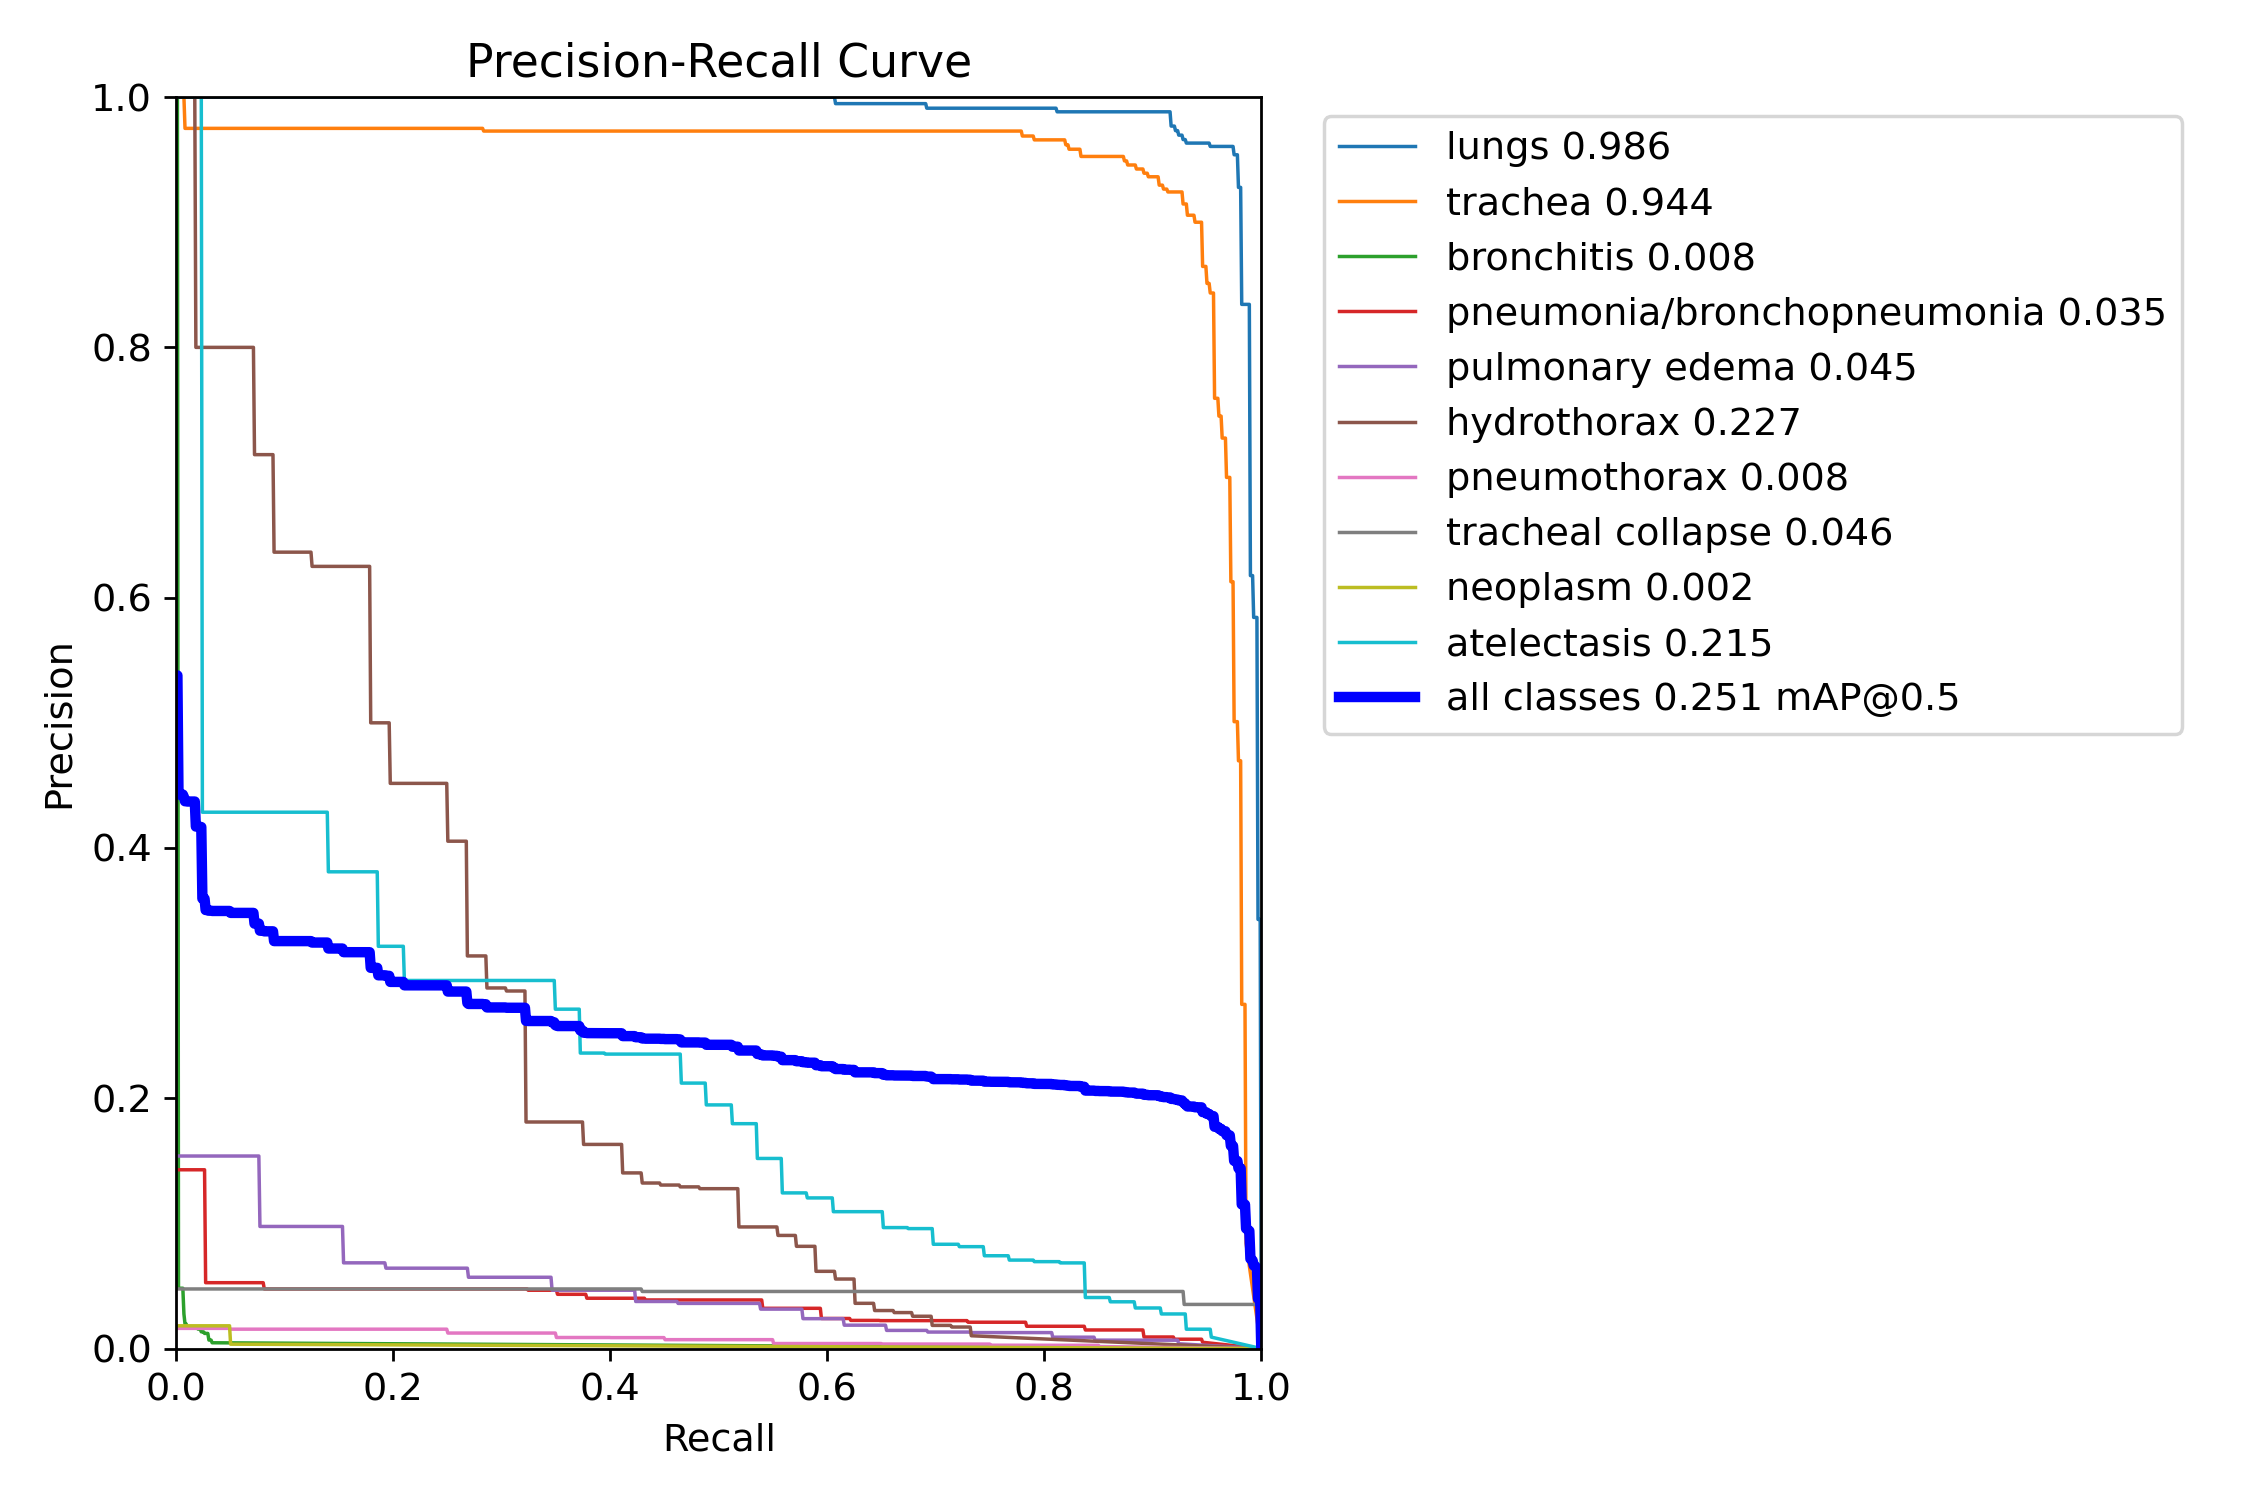 Precision-Recall Curve
1.0
0.8
0.6
0.4
0.2
0.0
Precision
0.0 0.2 0.4 0.6 0.8 1.0
Recall
lungs 0.986
trachea 0.944
bronchitis 0.008
pneumonia/bronchopneumonia 0.035
pulmonary edema 0.045
hydrothorax 0.227
pneumothorax 0.008
tracheal collapse 0.046
neoplasm 0.002
atelectasis 0.215
all classes 0.251 mAP@0.5